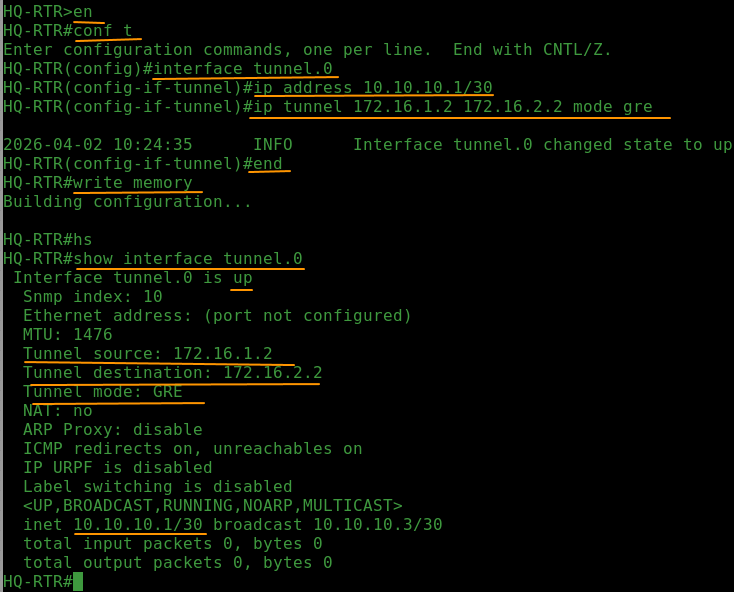 HQ-RTR>en
HQ-RTR#conf t
Enter configuration commands, one per line.  End with CNTL/Z.
HQ-RTR(config)#interface tunnel.0
HQ-RTR(config-if-tunnel)#ip address 10.10.10.1/30
HQ-RTR(config-if-tunnel)#ip tunnel 172.16.1.2 172.16.2.2 mode gre
2026-04-02 10:24:35      INFO      Interface tunnel.0 changed state to up
HQ-RTR(config-if-tunnel)#end
HQ-RTR#write memory
Building configuration...
HQ-RTR#hs
HQ-RTR#show interface tunnel.0
 Interface tunnel.0 is up
  Snmp index: 10
  Ethernet address: (port not configured)
  MTU: 1476
  Tunnel source: 172.16.1.2
  Tunnel destination: 172.16.2.2
  Tunnel mode: GRE
  NAT: no
  ARP Proxy: disable
  ICMP redirects on, unreachables on
  IP URPF is disabled
  Label switching is disabled
  <UP,BROADCAST,RUNNING,NOARP,MULTICAST>
  inet 10.10.10.1/30 broadcast 10.10.10.3/30
  total input packets 0, bytes 0
  total output packets 0, bytes 0
HQ-RTR#